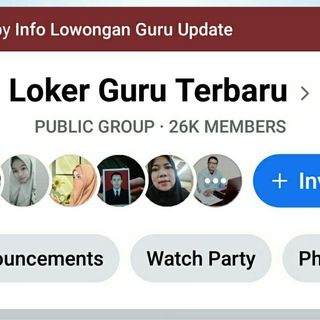 by Info Lowongan Guru Update
Loker Guru Terbaru >
PUBLIC GROUP · 26K MEMBERS
+ Inv
ouncements
Watch Party
Ph